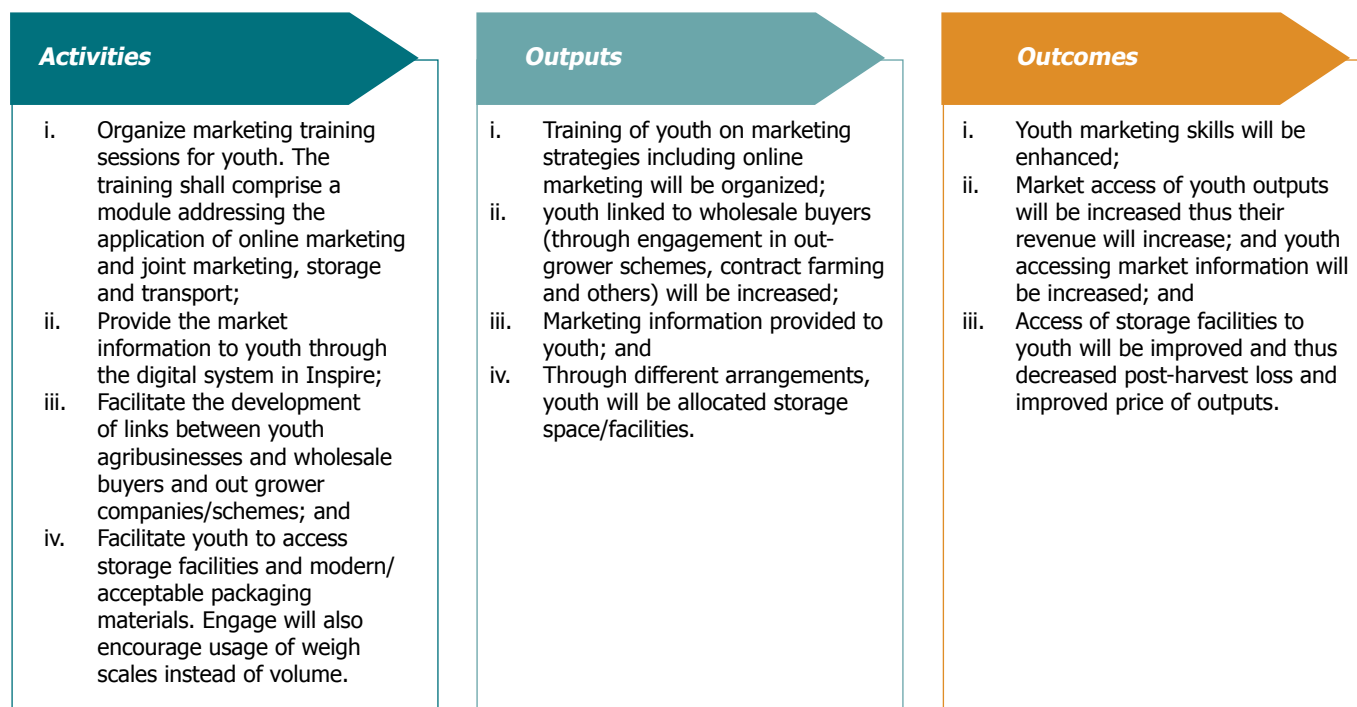 Activities
i. Organize marketing training
sessions for youth. The
training shall comprise a
module addressing the
application of online marketing
and joint marketing, storage
and transport;
ii. Provide the market
information to youth through
the digital system in Inspire;
iii. Facilitate the development
of links between youth
agribusinesses and wholesale
buyers and out grower
companies/schemes; and
iv. Facilitate youth to access
storage facilities and modern/
acceptable packaging
materials. Engage will also
encourage usage of weigh
scales instead of volume.
Outputs
i. Training of youth on marketing
strategies including online
marketing will be organized;
ii. youth linked to wholesale buyers
(through engagement in out-
grower schemes, contract farming
and others) will be increased;
iii. Marketing information provided to
youth; and
iv. Through different arrangements,
youth will be allocated storage
space/facilities.
Outcomes
i. Youth marketing skills will be
enhanced;
ii. Market access of youth outputs
will be increased thus their
revenue will increase; and youth
accessing market information will
be increased; and
iii. Access of storage facilities to
youth will be improved and thus
decreased post-harvest loss and
improved price of outputs.